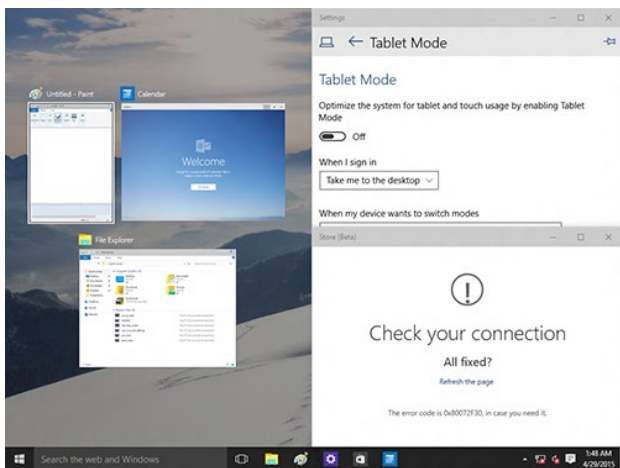 Untitled - Paint
Calendar
Welcome
File Explorer
Settings
Tablet Mode
Tablet Mode
Optimize the system for tablet and touch usage by enabling Tablet
Mode
Off
When I sign in
Take me to the desktop
When my device wants to switch modes
Store (Beta)
Check your connection
All fixed?
Refresh the page
The error code is 0x80072F30, in case you need it.
Search the web and Windows
1:48 AM
4/29/2015